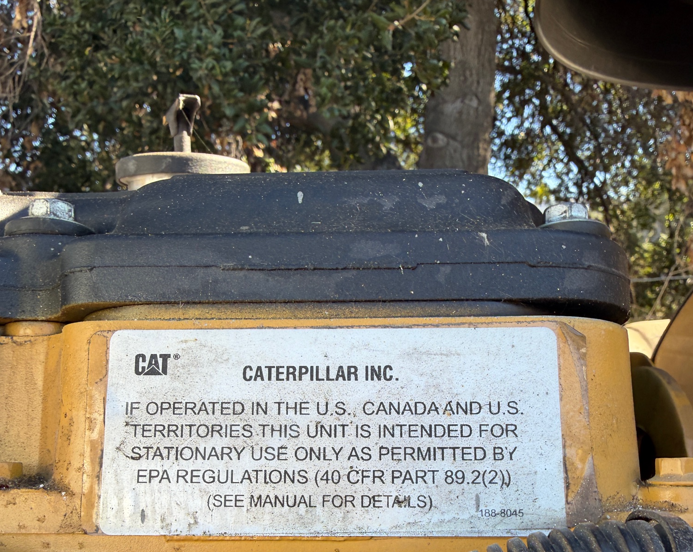 CAT®
CATERPILLAR INC.
IF OPERATED IN THE U.S., CANADA AND U.S.
TERRITORIES THIS UNIT IS INTENDED FOR
STATIONARY USE ONLY AS PERMITTED BY
EPA REGULATIONS (40 CFR PART 89.2(2),)
(SEE MANUAL FOR DETAILS)
188-8045